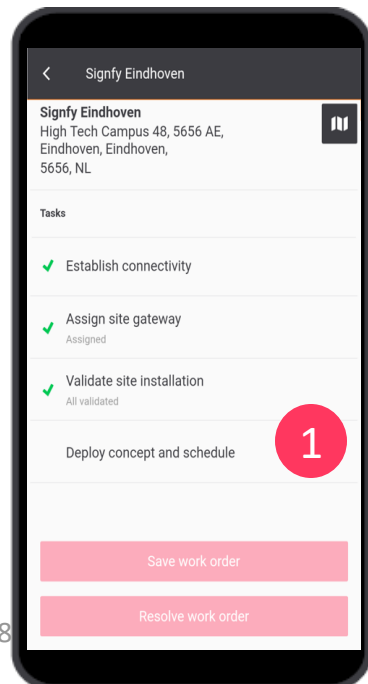 Signfy Eindhoven
Signfy Eindhoven
High Tech Campus 48, 5656 AE,
Eindhoven, Eindhoven,
5656, NL
Tasks
Establish connectivity
Assign site gateway
Assigned
Validate site installation
All validated
Deploy concept and schedule
1
Save work order
Resolve work order
8